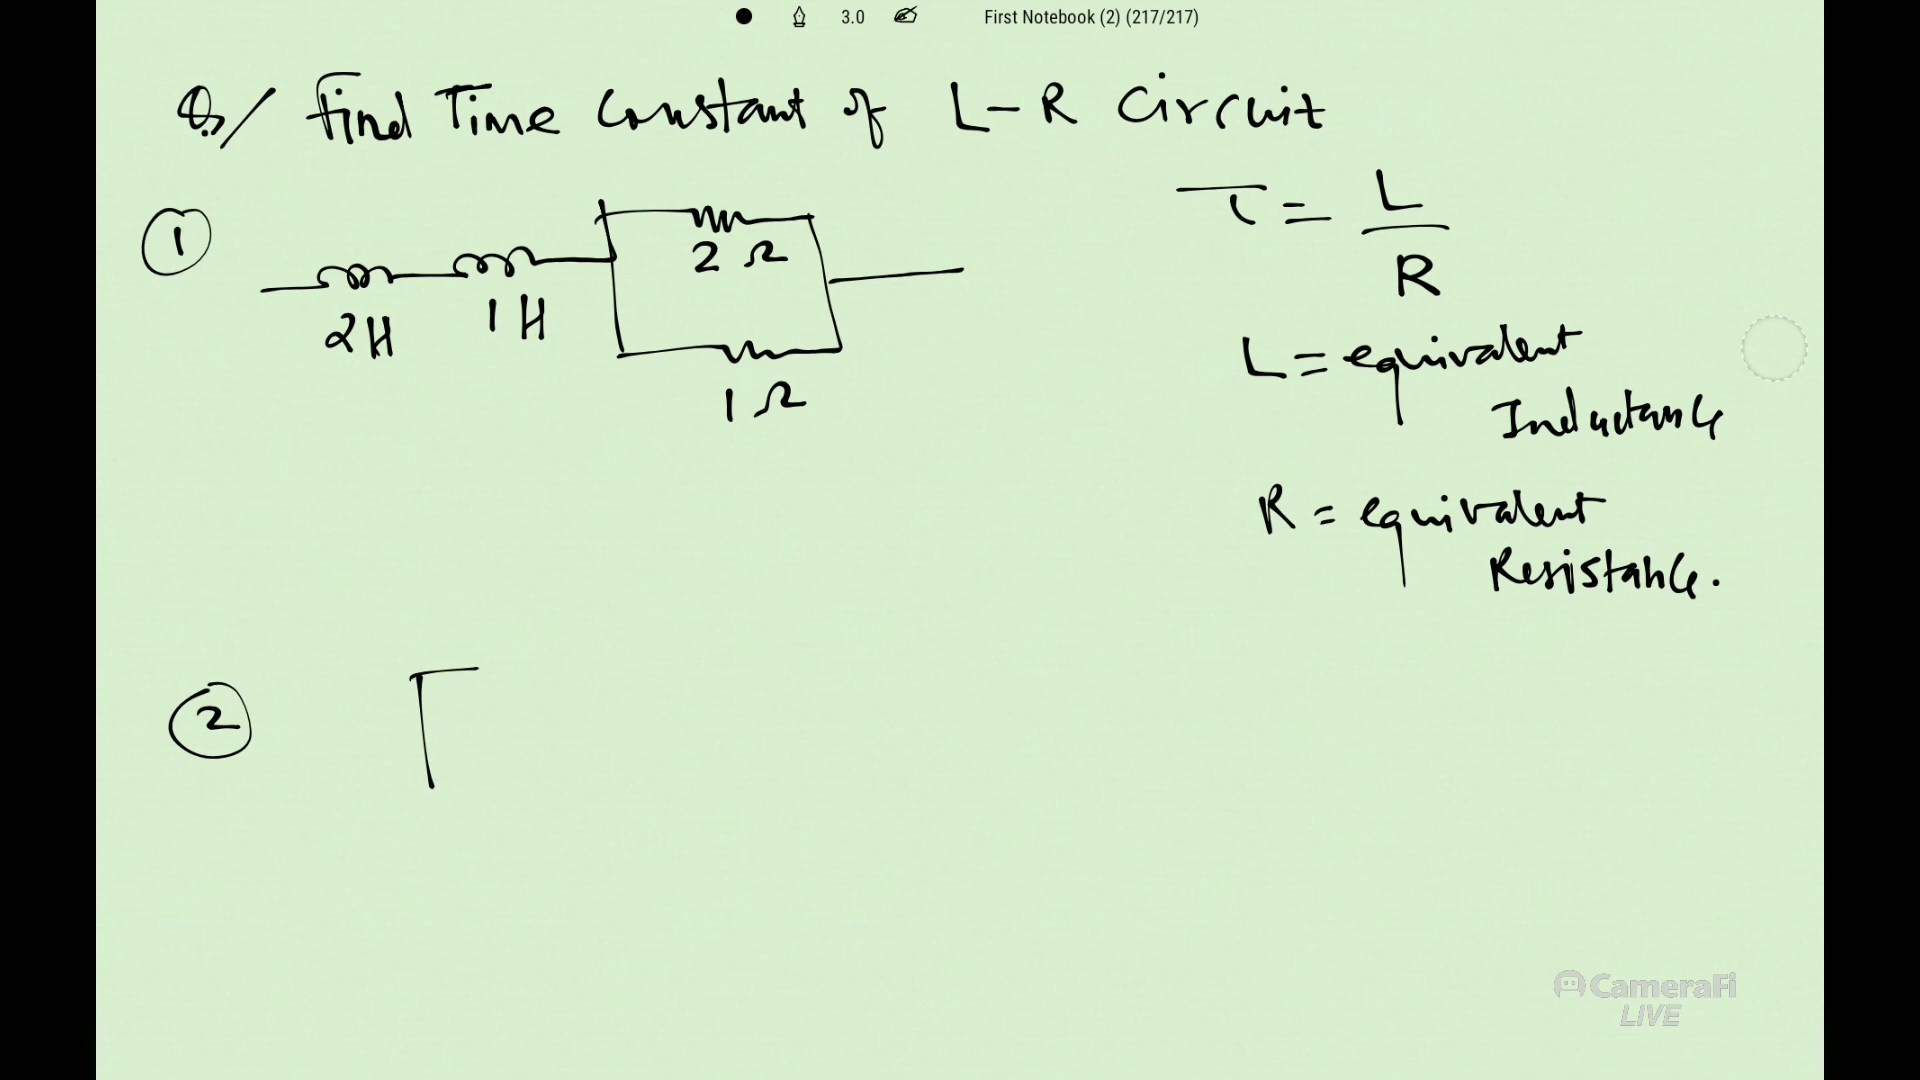 3.0 First Notebook (2) (217/217)
Q/ Find Time Constant of L-R Circuit
1
2H
1H
2 Ω
1 Ω
τ = L/R
L = equivalent
Inductance
R = equivalent
Resistance.
2
CameraFi
LIVE